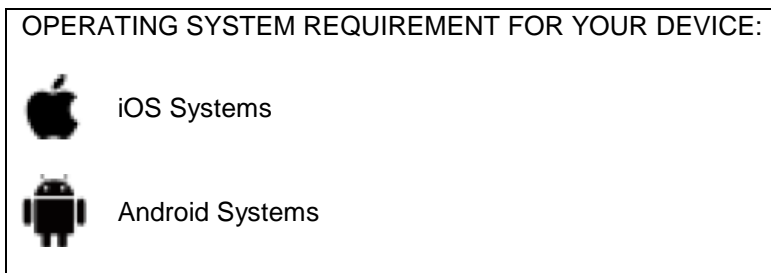 OPERATING SYSTEM REQUIREMENT FOR YOUR DEVICE:
iOS Systems
Android Systems